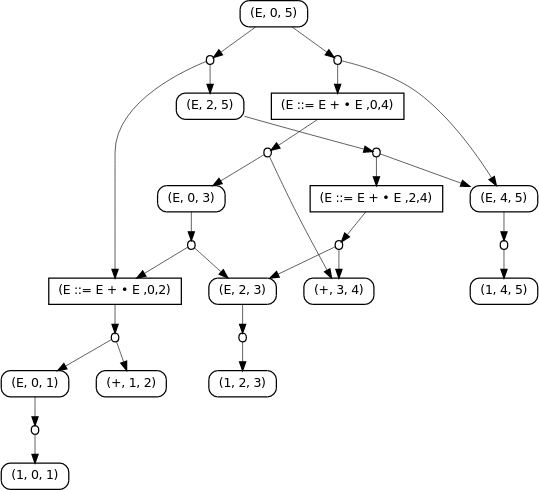 (E, 0, 5)
(E, 2, 5)
(E ::= E + • E ,0,4)
(E, 0, 3)
(E ::= E + • E ,2,4)
(E, 4, 5)
(E ::= E + • E ,0,2)
(E, 2, 3)
(+, 3, 4)
(1, 4, 5)
(E, 0, 1)
(+, 1, 2)
(1, 2, 3)
(1, 0, 1)